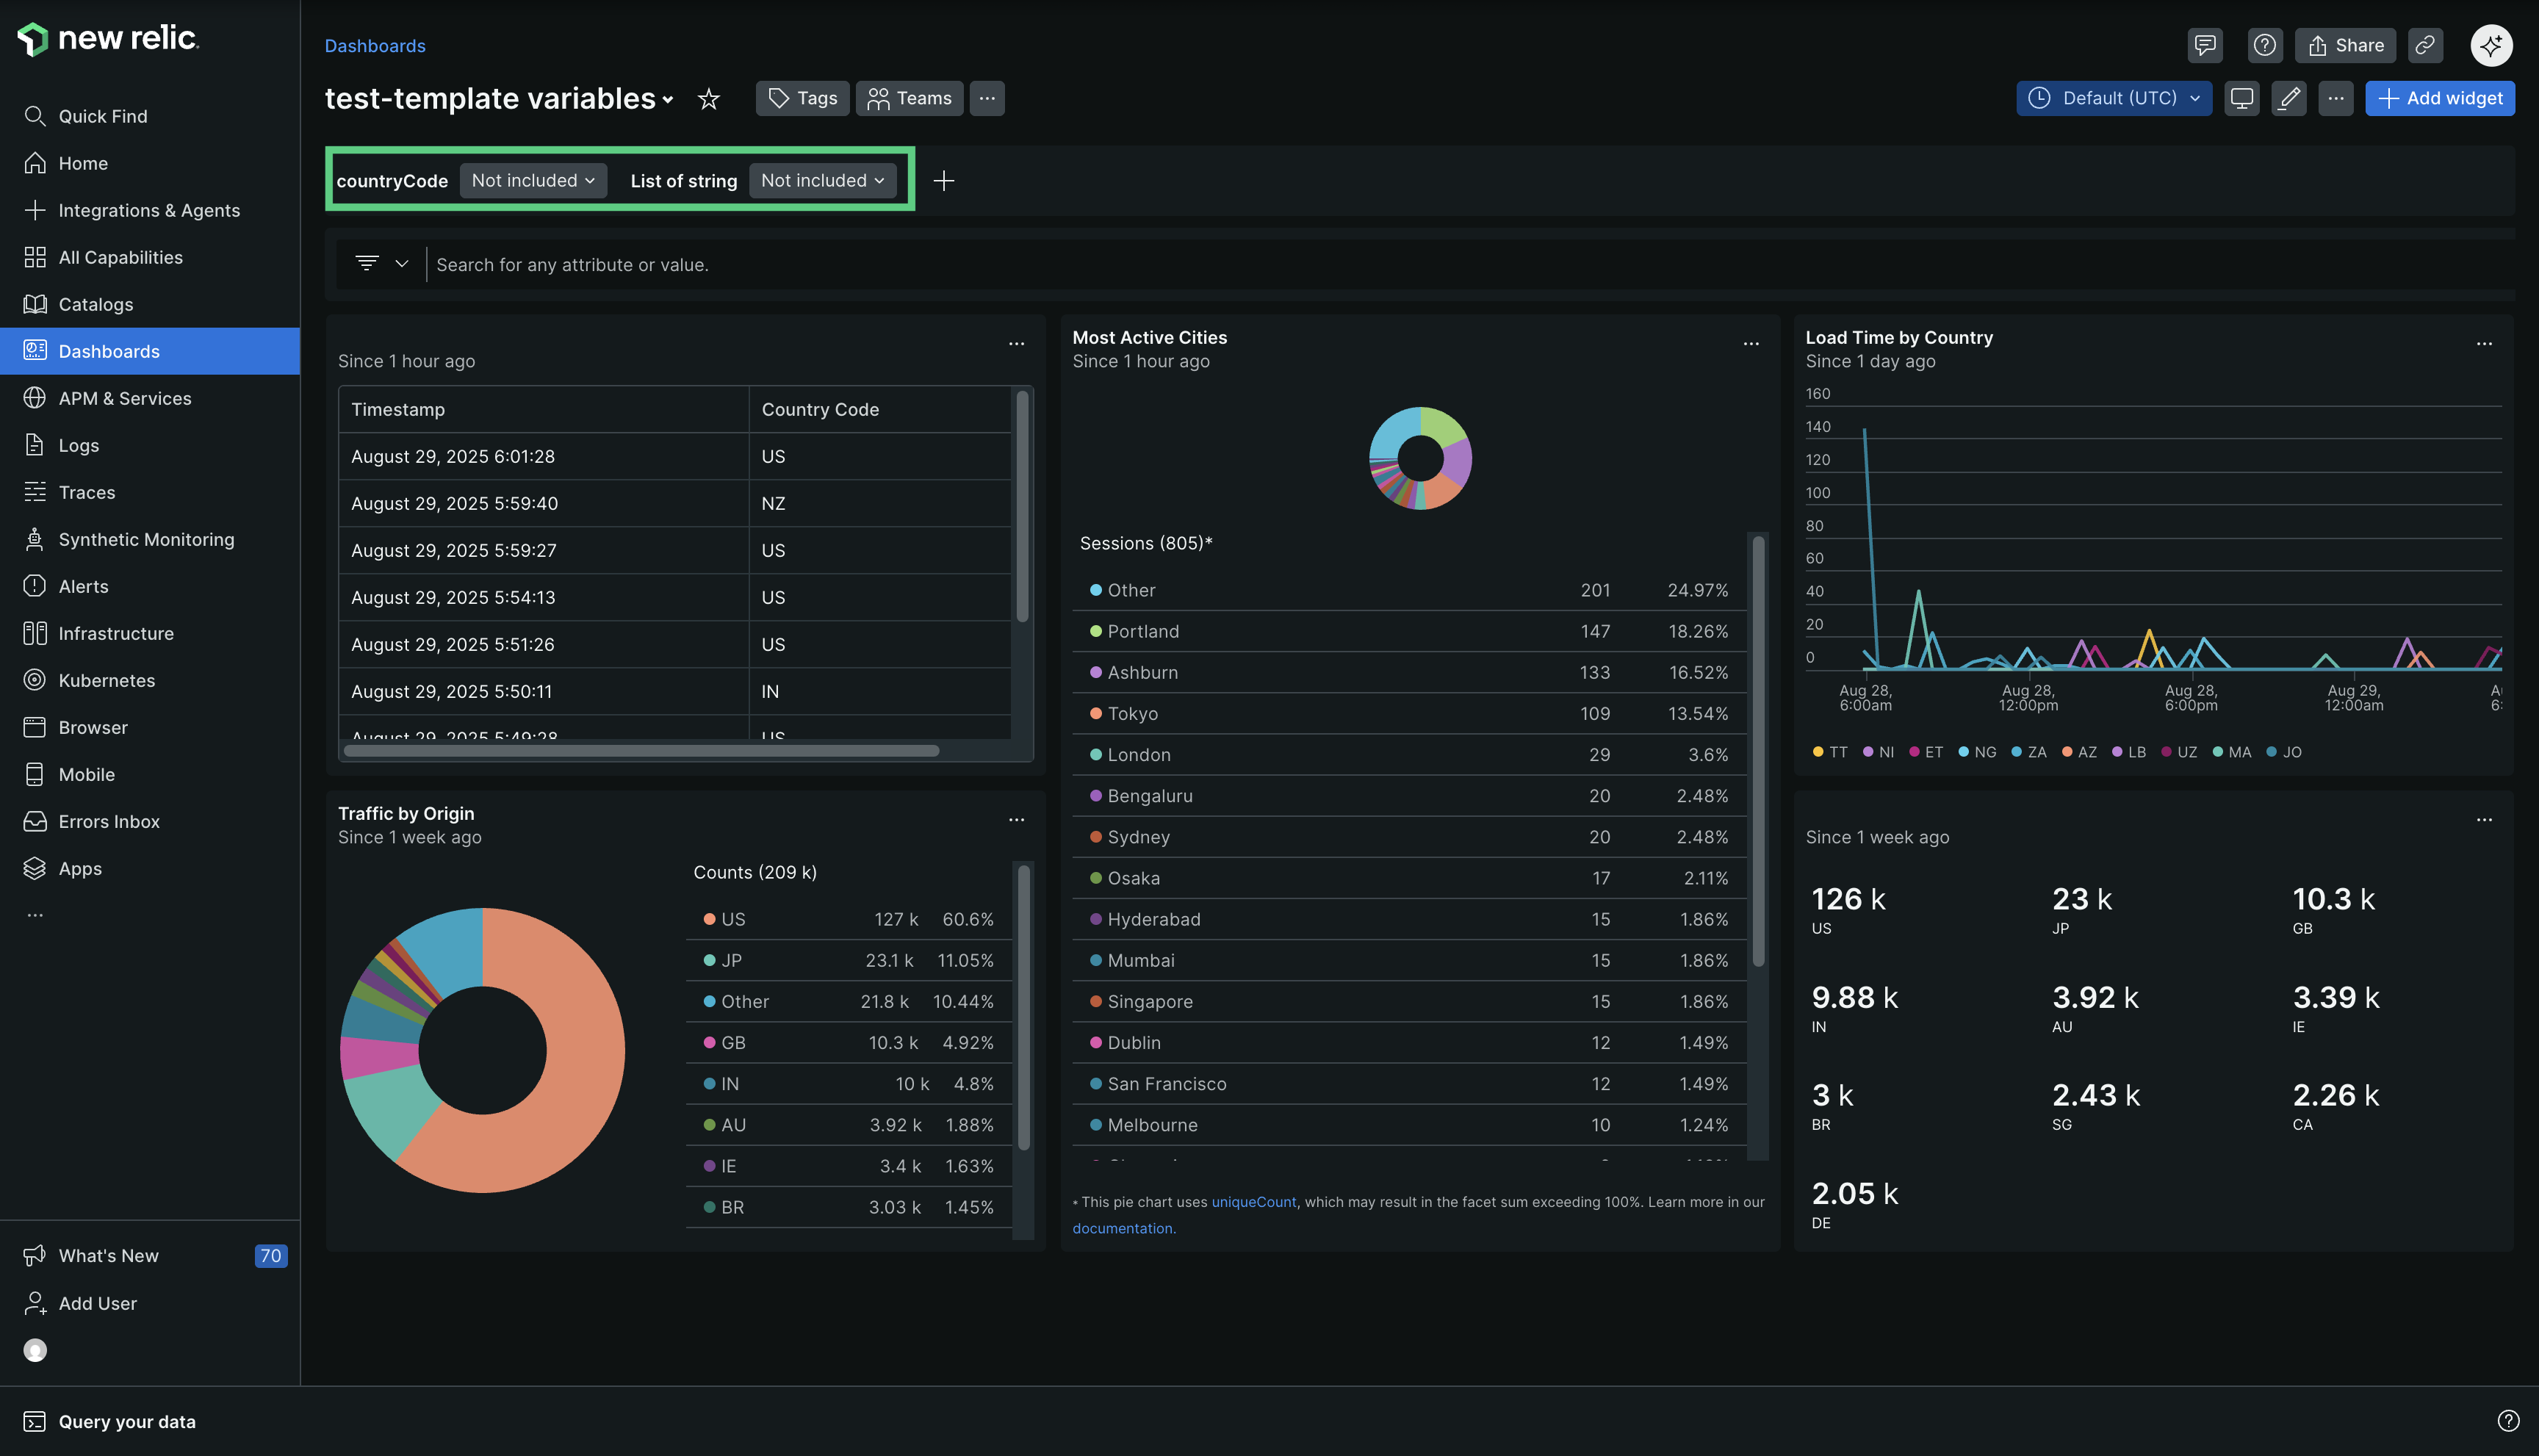 new relic
Quick Find
Home
Integrations & Agents
All Capabilities
Catalogs
Dashboards
APM & Services
Logs
Traces
Synthetic Monitoring
Alerts
Infrastructure
Kubernetes
Browser
Mobile
Errors Inbox
Apps
What's New 70
Add User
Query your data
Dashboards
Share
test-template variables
Tags
Teams
Default (UTC)
Add widget
countryCode Not included List of string Not included
Search for any attribute or value.
Since 1 hour ago
Timestamp Country Code
August 29, 2025 6:01:28 US
August 29, 2025 5:59:40 NZ
August 29, 2025 5:59:27 US
August 29, 2025 5:54:13 US
August 29, 2025 5:51:26 US
August 29, 2025 5:50:11 IN
August 29, 2025 5:49:28 US
Most Active Cities
Since 1 hour ago
Sessions (805)*
Other 201 24.97%
Portland 147 18.26%
Ashburn 133 16.52%
Tokyo 109 13.54%
London 29 3.6%
Bengaluru 20 2.48%
Sydney 20 2.48%
Osaka 17 2.11%
Hyderabad 15 1.86%
Mumbai 15 1.86%
Singapore 15 1.86%
Dublin 12 1.49%
San Francisco 12 1.49%
Melbourne 10 1.24%
* This pie chart uses uniqueCount, which may result in the facet sum exceeding 100%. Learn more in our
documentation.
Load Time by Country
Since 1 day ago
160
140
120
100
80
60
40
20
0
Aug 28, Aug 28, Aug 28, Aug 29,
6:00am 12:00pm 6:00pm 12:00am 6:
TT NI ET NG ZA AZ LB UZ MA JO
Traffic by Origin
Since 1 week ago
Counts (209 k)
US 127 k 60.6%
JP 23.1 k 11.05%
Other 21.8 k 10.44%
GB 10.3 k 4.92%
IN 10 k 4.8%
AU 3.92 k 1.88%
IE 3.4 k 1.63%
BR 3.03 k 1.45%
Since 1 week ago
126 k 23 k 10.3 k
US JP GB
9.88 k 3.92 k 3.39 k
IN AU IE
3 k 2.43 k 2.26 k
BR SG CA
2.05 k
DE